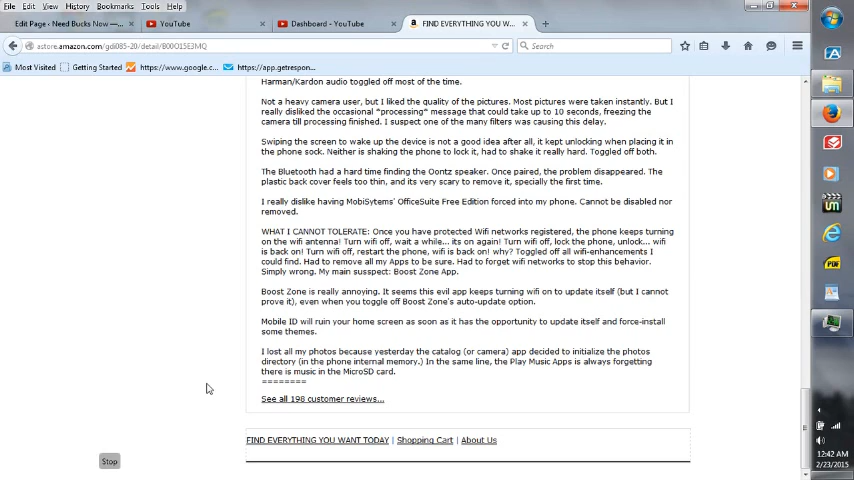 File Edit View History Bookmarks Tools Help
Edit Page ‹ Need Bucks Now —... YouTube Dashboard - YouTube FIND EVERYTHING YOU W...
astore.amazon.com/gdi085-20/detail/B00O15E3MQ Search
Most Visited Getting Started https://www.google.c... https://app.getrespon...
Harman/Kardon audio toggled off most of the time.
Not a heavy camera user, but I liked the quality of the pictures. Most pictures were taken instantly. But I
really disliked the occasional "processing" message that could take up to 10 seconds, freezing the
camera till processing finished. I suspect one of the many filters was causing this delay.
Swiping the screen to wake up the device is not a good idea after all, it kept unlocking when placing it in
the phone sock. Neither is shaking the phone to lock it, had to shake it really hard. Toggled off both.
The Bluetooth had a hard time finding the Oontz speaker. Once paired, the problem disappeared. The
plastic back cover feels too thin, and its very scary to remove it, specially the first time.
I really dislike having MobiSytems' OfficeSuite Free Edition forced into my phone. Cannot be disabled nor
removed.
WHAT I CANNOT TOLERATE: Once you have protected Wifi networks registered, the phone keeps turning
on the wifi antenna! Turn wifi off, wait a while... its on again! Turn wifi off, lock the phone, unlock... wifi
is back on! Turn wifi off, restart the phone, wifi is back on! why? Toggled off all wifi-enhancements I
could find. Had to remove all my Apps to be sure. Had to forget wifi networks to stop this behavior.
Simply wrong. My main susspect: Boost Zone App.
Boost Zone is really annoying. It seems this evil app keeps turning wifi on to update itself (but I cannot
prove it), even when you toggle off Boost Zone's auto-update option.
Mobile ID will ruin your home screen as soon as it has the opportunity to update itself and force-install
some themes.
I lost all my photos because yesterday the catalog (or camera) app decided to initialize the photos
directory (in the phone internal memory.) In the same line, the Play Music Apps is always forgetting
there is music in the MicroSD card.
========
See all 198 customer reviews...
FIND EVERYTHING YOU WANT TODAY | Shopping Cart | About Us
Stop
PDF
12:42 AM
2/23/2015